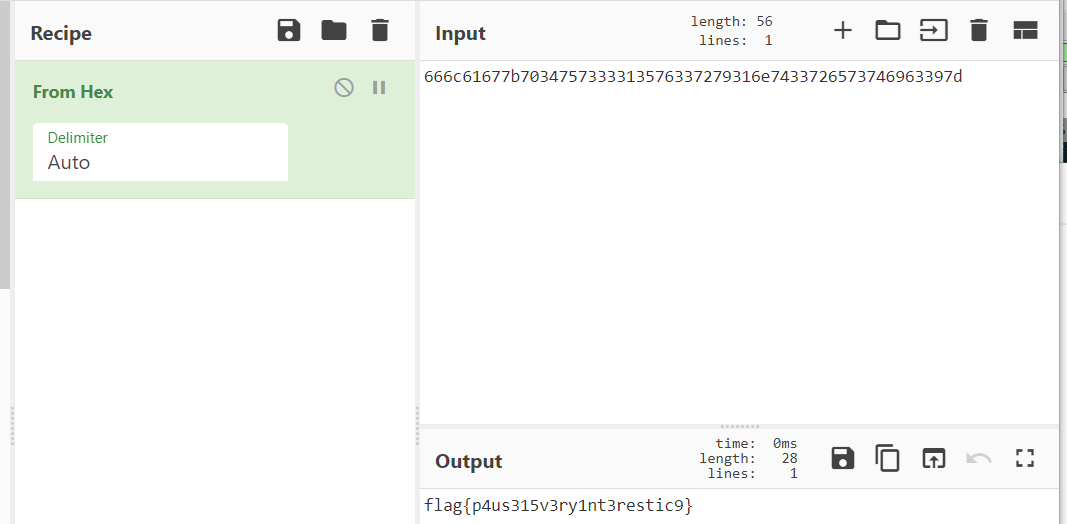 Recipe
From Hex
Delimiter
Auto
Input
length: 56
lines: 1
666c61677b7034757333313576337279316e7433726573746963397d
Output
time: 0ms
length: 28
lines: 1
flag{p4us315v3ry1nt3restic9}